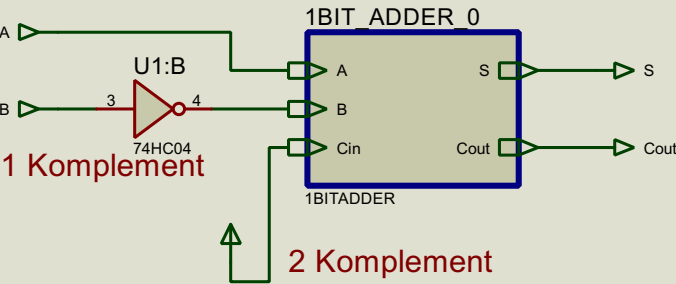 1BIT_ADDER_0
A
U1:B
A
S
S
B
3
4
B
74HC04
Cin
Cout
Cout
1 Komplement
1BITADDER
2 Komplement